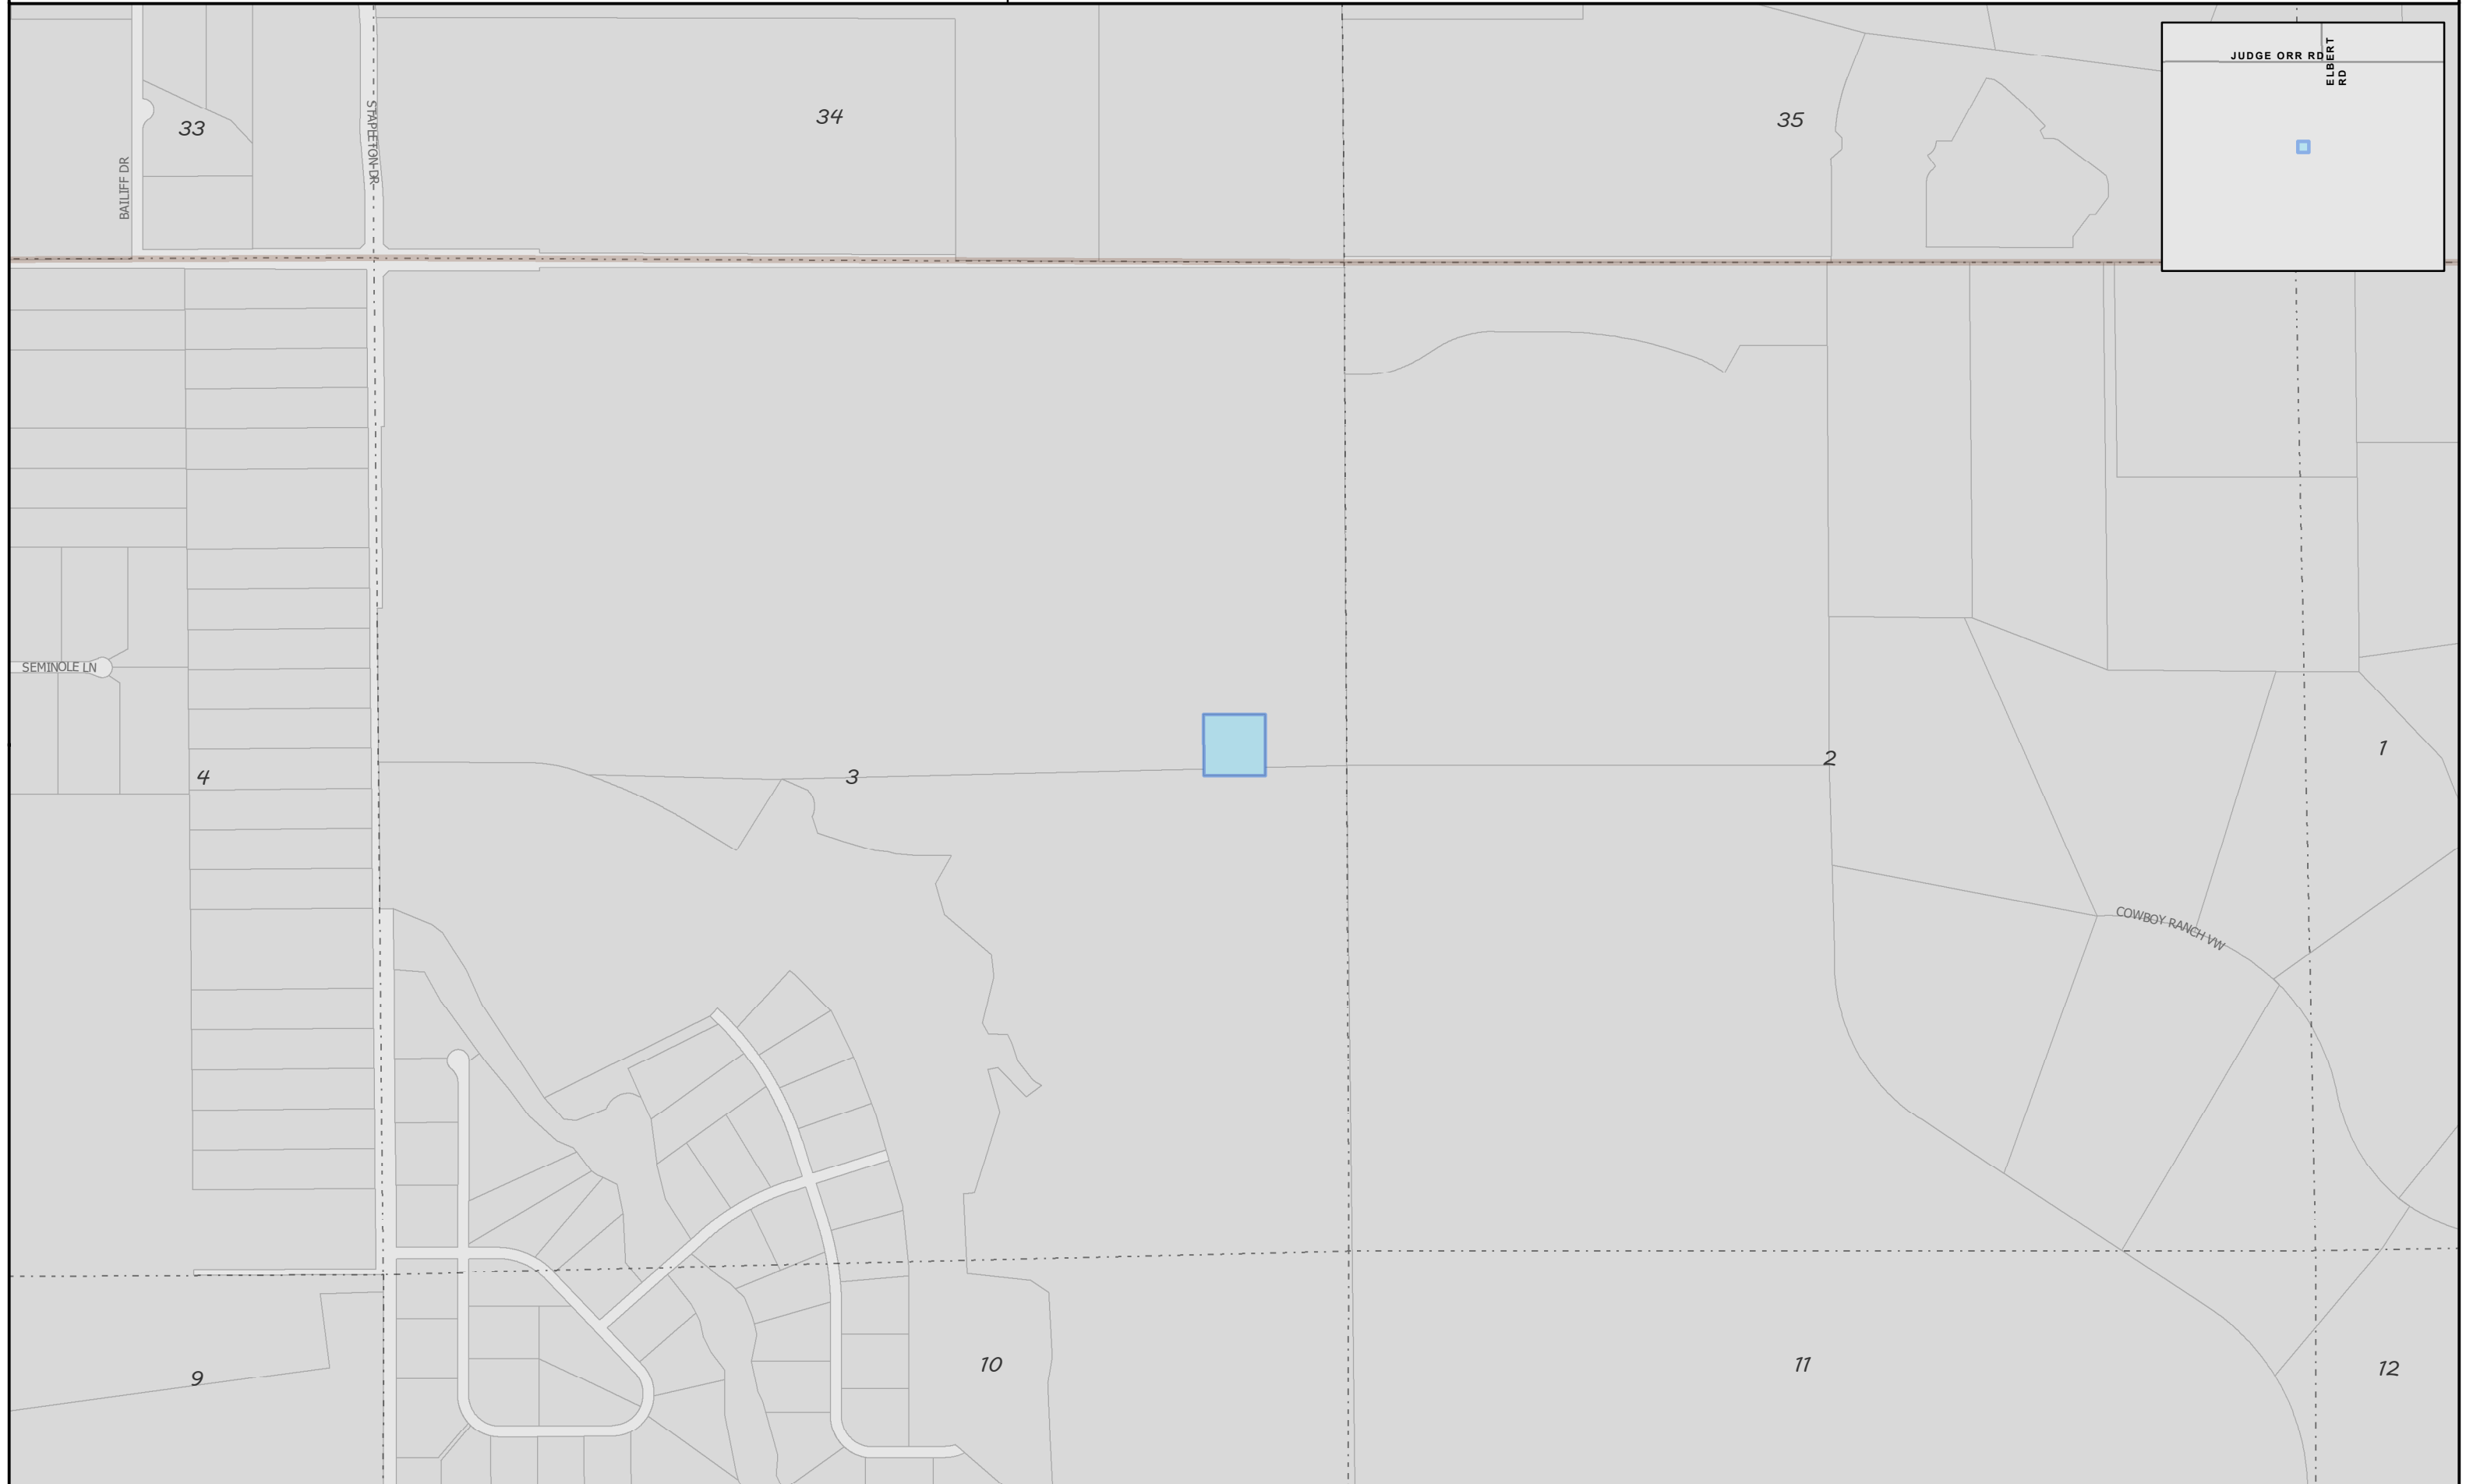 JUDGE ORR RD
ELBERT
RD
33
34
35
STAPLETON DR
BAILIFF DR
SEMINOLE LN
4
3
2
1
COWBOY RANCH VW
9
10
11
12